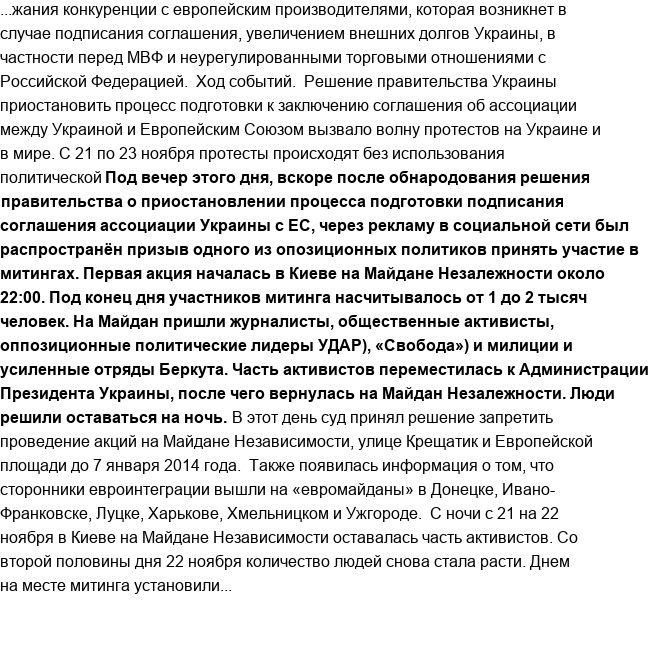 ...жания конкуренции с европейским производителями, которая возникнет в
случае подписания соглашения, увеличением внешних долгов Украины, в
частности перед МВФ и неурегулированными торговыми отношениями с
Российской Федерацией.  Ход событий.  Решение правительства Украины
приостановить процесс подготовки к заключению соглашения об ассоциации
между Украиной и Европейским Союзом вызвало волну протестов на Украине и
в мире. С 21 по 23 ноября протесты происходят без использования
политической Под вечер этого дня, вскоре после обнародования решения
правительства о приостановлении процесса подготовки подписания
соглашения ассоциации Украины с ЕС, через рекламу в социальной сети был
распространён призыв одного из опозиционных политиков принять участие в
митингах. Первая акция началась в Киеве на Майдане Незалежности около
22:00. Под конец дня участников митинга насчитывалось от 1 до 2 тысяч
человек. На Майдан пришли журналисты, общественные активисты,
оппозиционные политические лидеры УДАР), «Свобода») и милиции и
усиленные отряды Беркута. Часть активистов переместилась к Администрации
Президента Украины, после чего вернулась на Майдан Незалежности. Люди
решили оставаться на ночь. В этот день суд принял решение запретить
проведение акций на Майдане Независимости, улице Крещатик и Европейской
площади до 7 января 2014 года.  Также появилась информация о том, что
сторонники евроинтеграции вышли на «евромайданы» в Донецке, Ивано-
Франковске, Луцке, Харькове, Хмельницком и Ужгороде.  С ночи с 21 на 22
ноября в Киеве на Майдане Независимости оставалась часть активистов. Со
второй половины дня 22 ноября количество людей снова стала расти. Днем
на месте митинга установили...